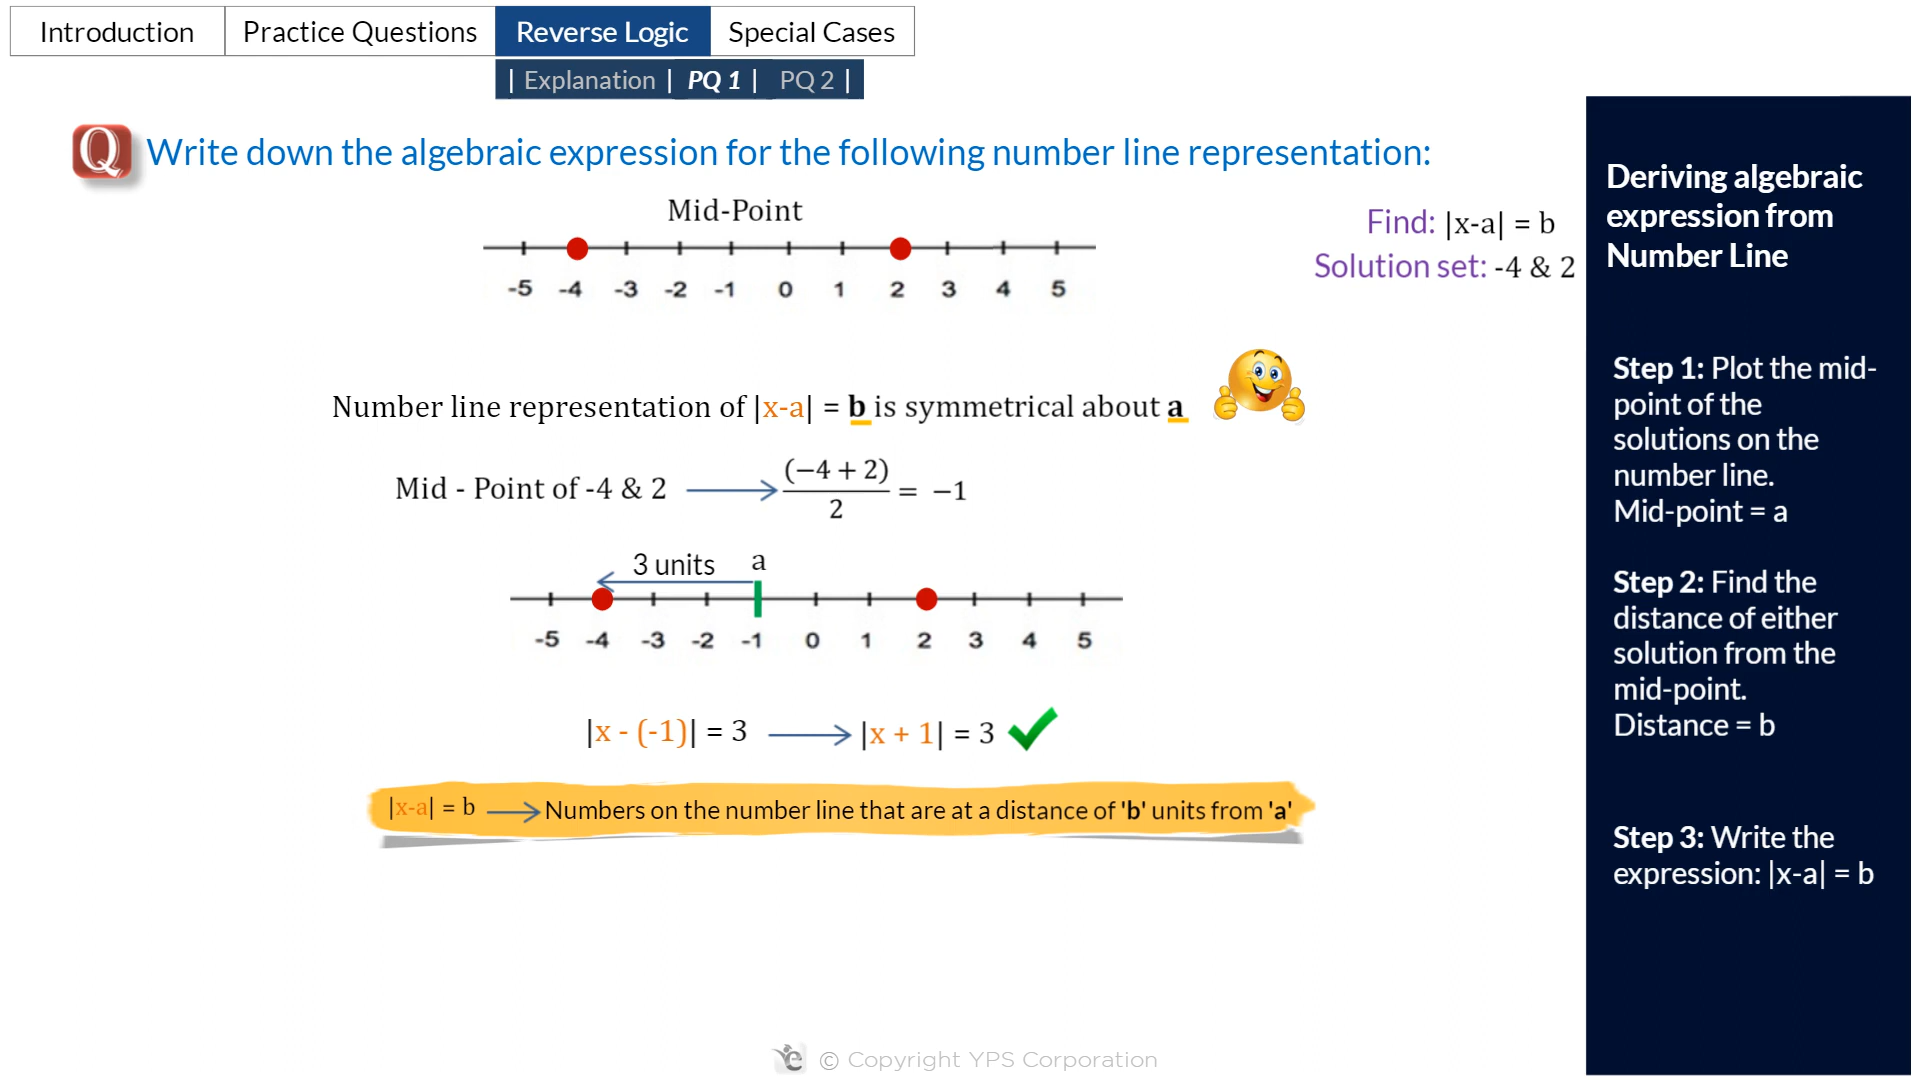 Introduction
Practice Questions
Reverse Logic
Special Cases
| Explanation | PQ 1 | PQ 2 |
Q Write down the algebraic expression for the following number line representation:
Mid-Point
-5 -4 -3 -2 -1 0 1 2 3 4 5
Find: |x-a| = b
Solution set: -4 & 2
Number line representation of |x-a| = b is symmetrical about a
Mid - Point of -4 & 2 ⟶ (−4 + 2)/2 = −1
3 units a
-5 -4 -3 -2 -1 0 1 2 3 4 5
|x - (-1)| = 3 ⟶ |x + 1| = 3
|x-a| = b ⟶ Numbers on the number line that are at a distance of 'b' units from 'a'
Deriving algebraic
expression from
Number Line
Step 1: Plot the mid-
point of the
solutions on the
number line.
Mid-point = a
Step 2: Find the
distance of either
solution from the
mid-point.
Distance = b
Step 3: Write the
expression: |x-a| = b
e © Copyright YPS Corporation